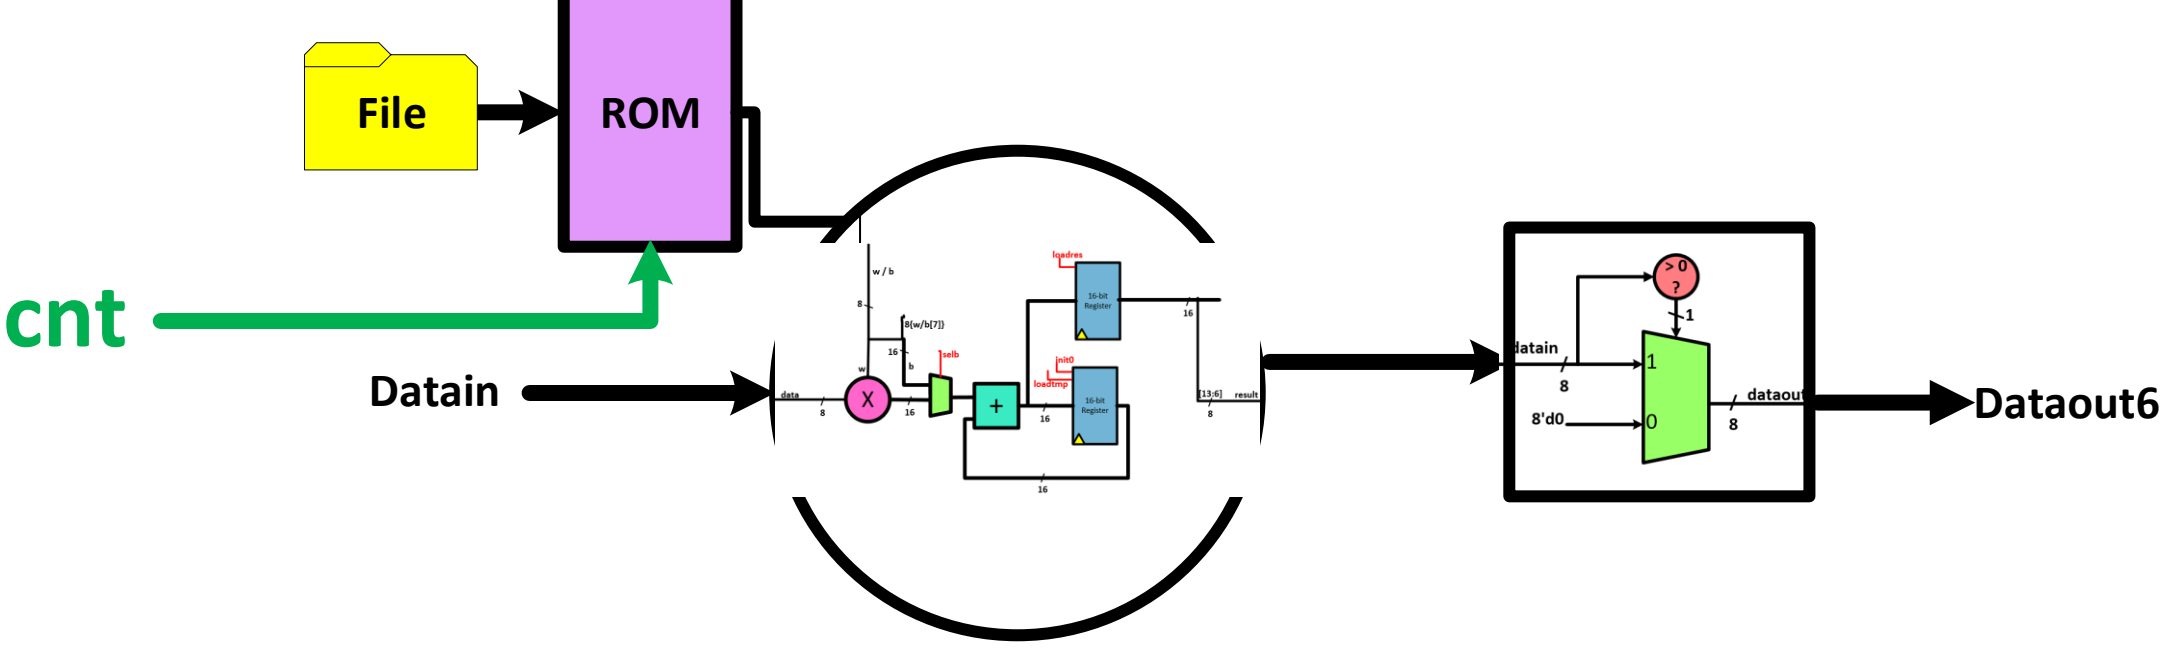 File
ROM
cnt
Datain
w / b
8
8{w/b[7]}
16
b
w
selb
data
8
X
16
+
16
loadres
16-bit
Register
16
init0
loadtmp
16-bit
Register
16
[13:6]
result
8
> 0
?
1
datain
8
1
8'd0
0
dataout
8
Dataout6